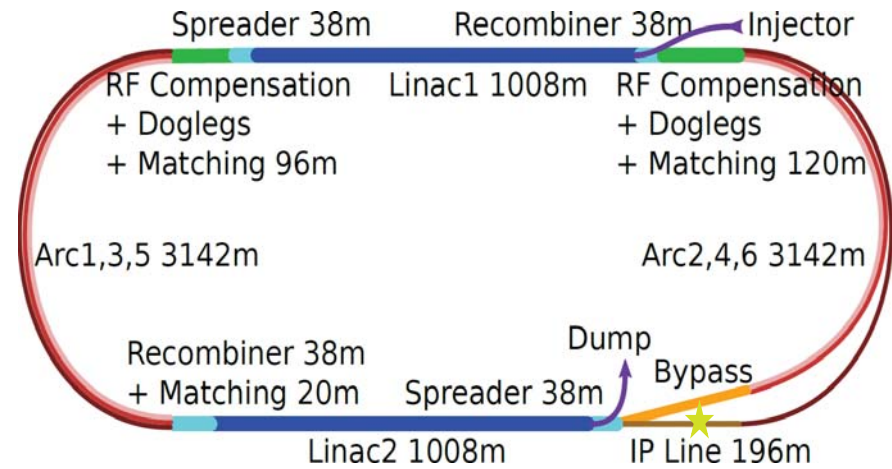 Spreader 38m
Recombiner 38m
Injector
RF Compensation
+ Doglegs
+ Matching 96m
Linac1 1008m
RF Compensation
+ Doglegs
+ Matching 120m
Arc1,3,5 3142m
Arc2,4,6 3142m
Recombiner 38m
+ Matching 20m
Spreader 38m
Dump
Bypass
Linac2 1008m
IP Line 196m